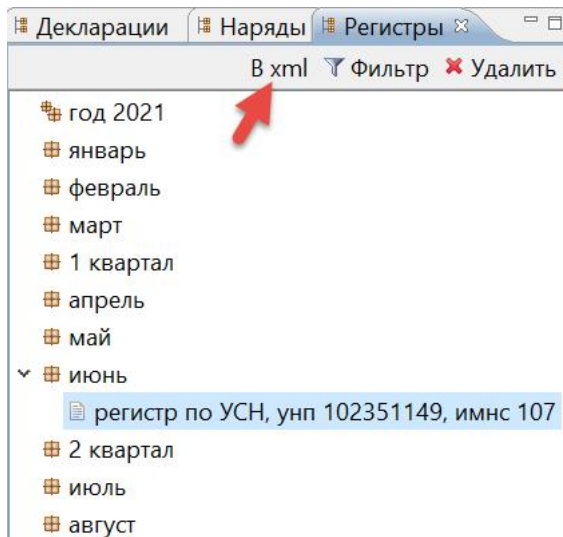 Декларации Наряды Регистры
В xml Фильтр Удалить
год 2021
январь
февраль
март
1 квартал
апрель
май
июнь
регистр по УСН, унп 102351149, имнс 107
2 квартал
июль
август